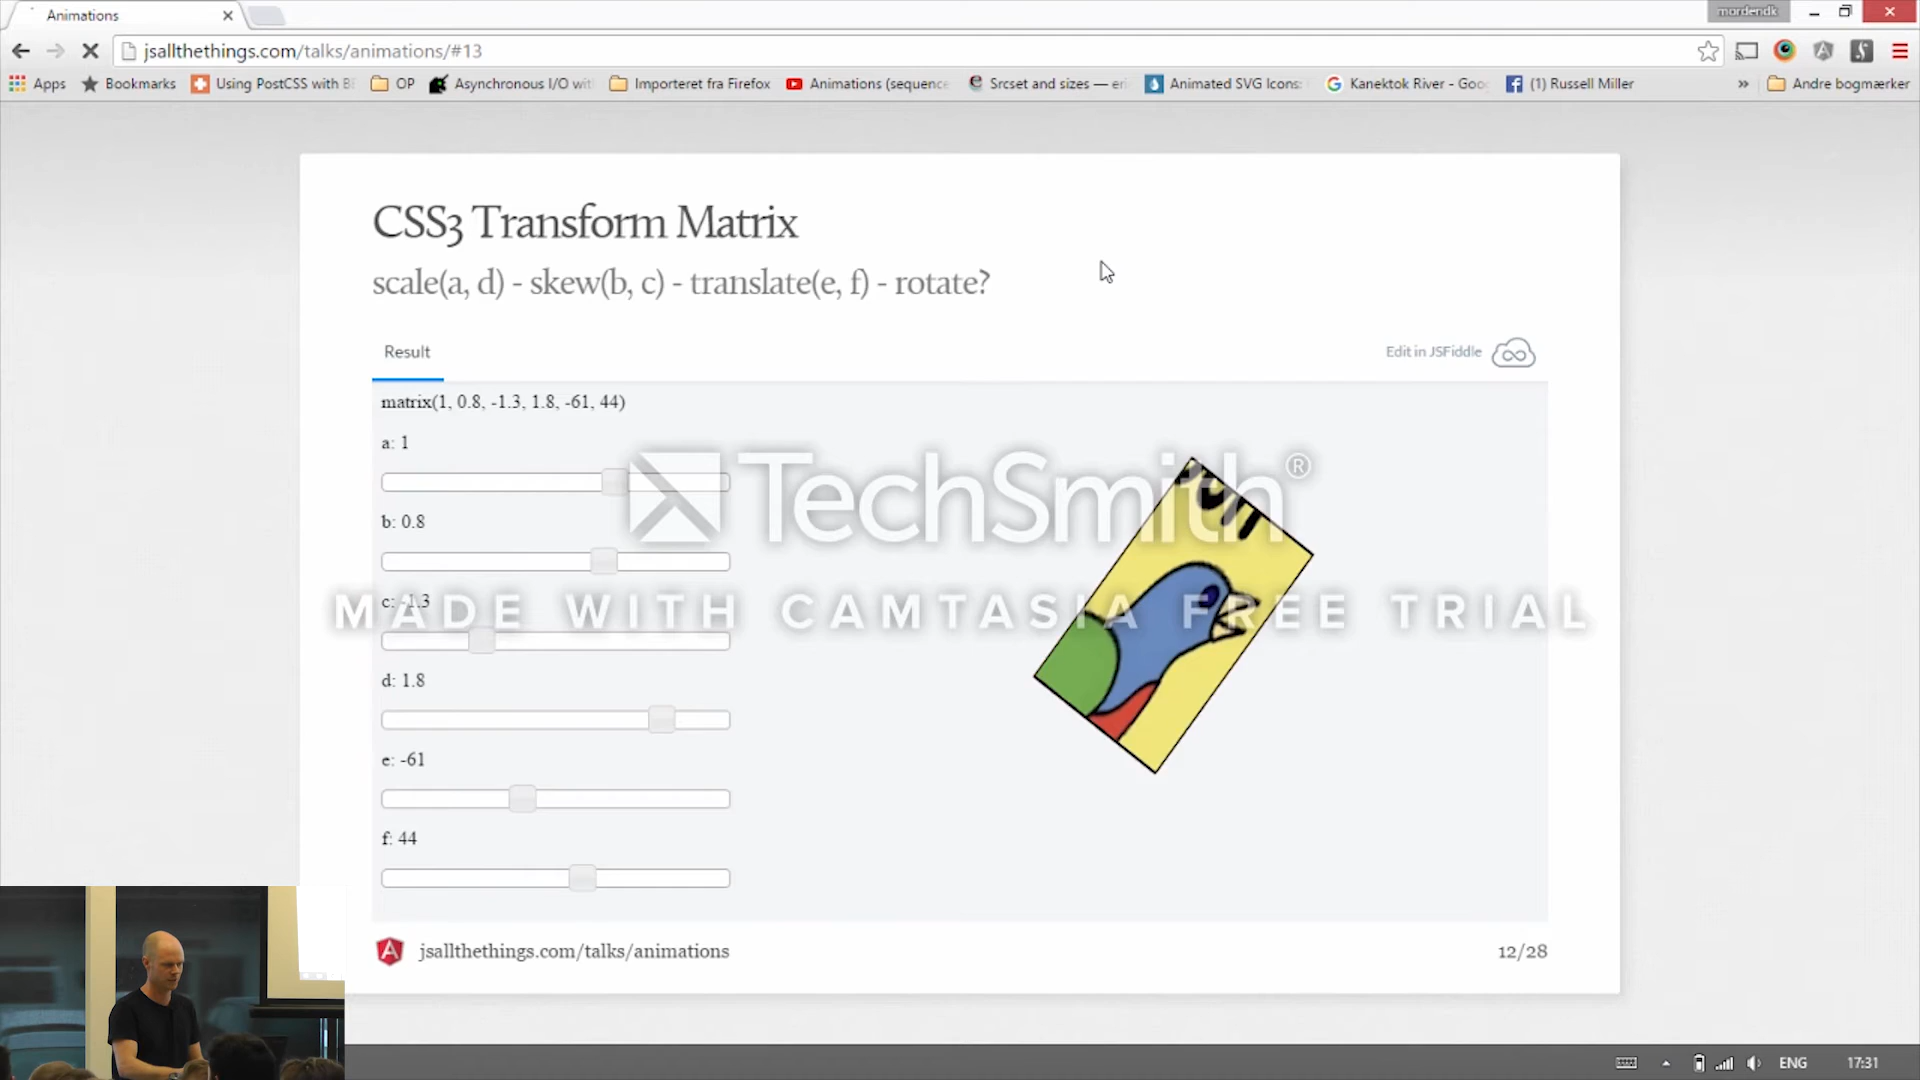 Animations
mordendk
jsallthethings.com/talks/animations/#13
Apps
Bookmarks
Using PostCSS with B
OP
Asynchronous I/O wit
Importeret fra Firefox
Animations (sequence
Srcset and sizes — eri
Animated SVG Icons:
Kanektok River - Goo
(1) Russell Miller
»
Andre bogmærker
CSS3 Transform Matrix
scale(a, d) - skew(b, c) - translate(e, f) - rotate?
Result
Edit in JSFiddle
matrix(1, 0.8, -1.3, 1.8, -61, 44)
a: 1
TechSmith®
b: 0.8
c: -1.3
MADE WITH CAMTASIA FREE TRIAL
d: 1.8
e: -61
f: 44
jsallthethings.com/talks/animations
12/28
ENG
17:31